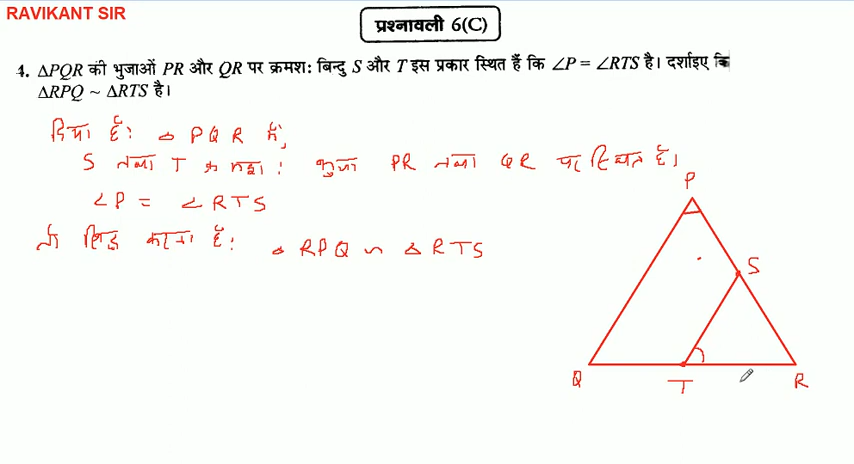 RAVIKANT SIR
प्रश्नावली 6(C)
4. ΔPQR की भुजाओं PR और QR पर क्रमश: बिन्दु S और T इस प्रकार स्थित हैं कि ∠P = ∠RTS है। दर्शाइए कि
ΔRPQ ~ ΔRTS है।
दिया है: Δ PQR में,
S तथा T क्रमश: भुजा PR तथा QR पर स्थित है।
∠P = ∠RTS
तो सिद्ध करना है: Δ RPQ ~ Δ RTS
P
S
Q T R